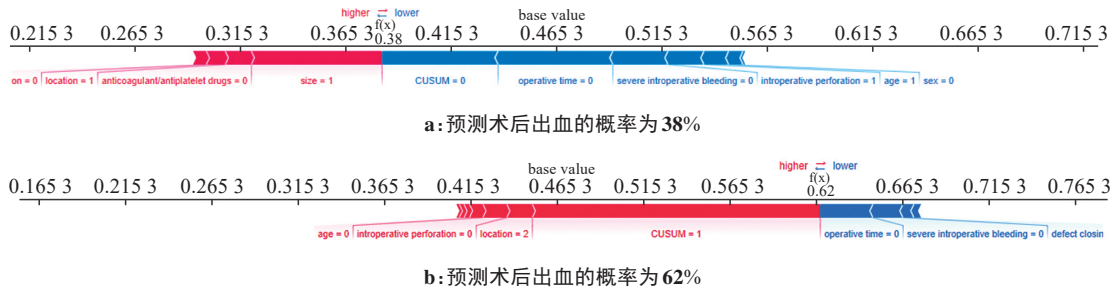 higher ⇄ lower
base value
f(x)
0.215 3 0.265 3 0.315 3 0.365 3 0.38 0.415 3 0.465 3 0.515 3 0.565 3 0.615 3 0.665 3 0.715 3
on = 0 location = 1 anticoagulant/antiplatelet drugs = 0 size = 1 CUSUM = 0 operative time = 0 severe introperative bleeding = 0 introperative perforation = 1 age = 1 sex = 0
a:预测术后出血的概率为38%
higher ⇄ lower
base value
f(x)
0.165 3 0.215 3 0.265 3 0.315 3 0.365 3 0.415 3 0.465 3 0.515 3 0.565 3 0.62 0.665 3 0.715 3 0.765 3
age = 0 introperative perforation = 0 location = 2 CUSUM = 1 operative time = 0 severe introperative bleeding = 0 defect closin
b:预测术后出血的概率为62%